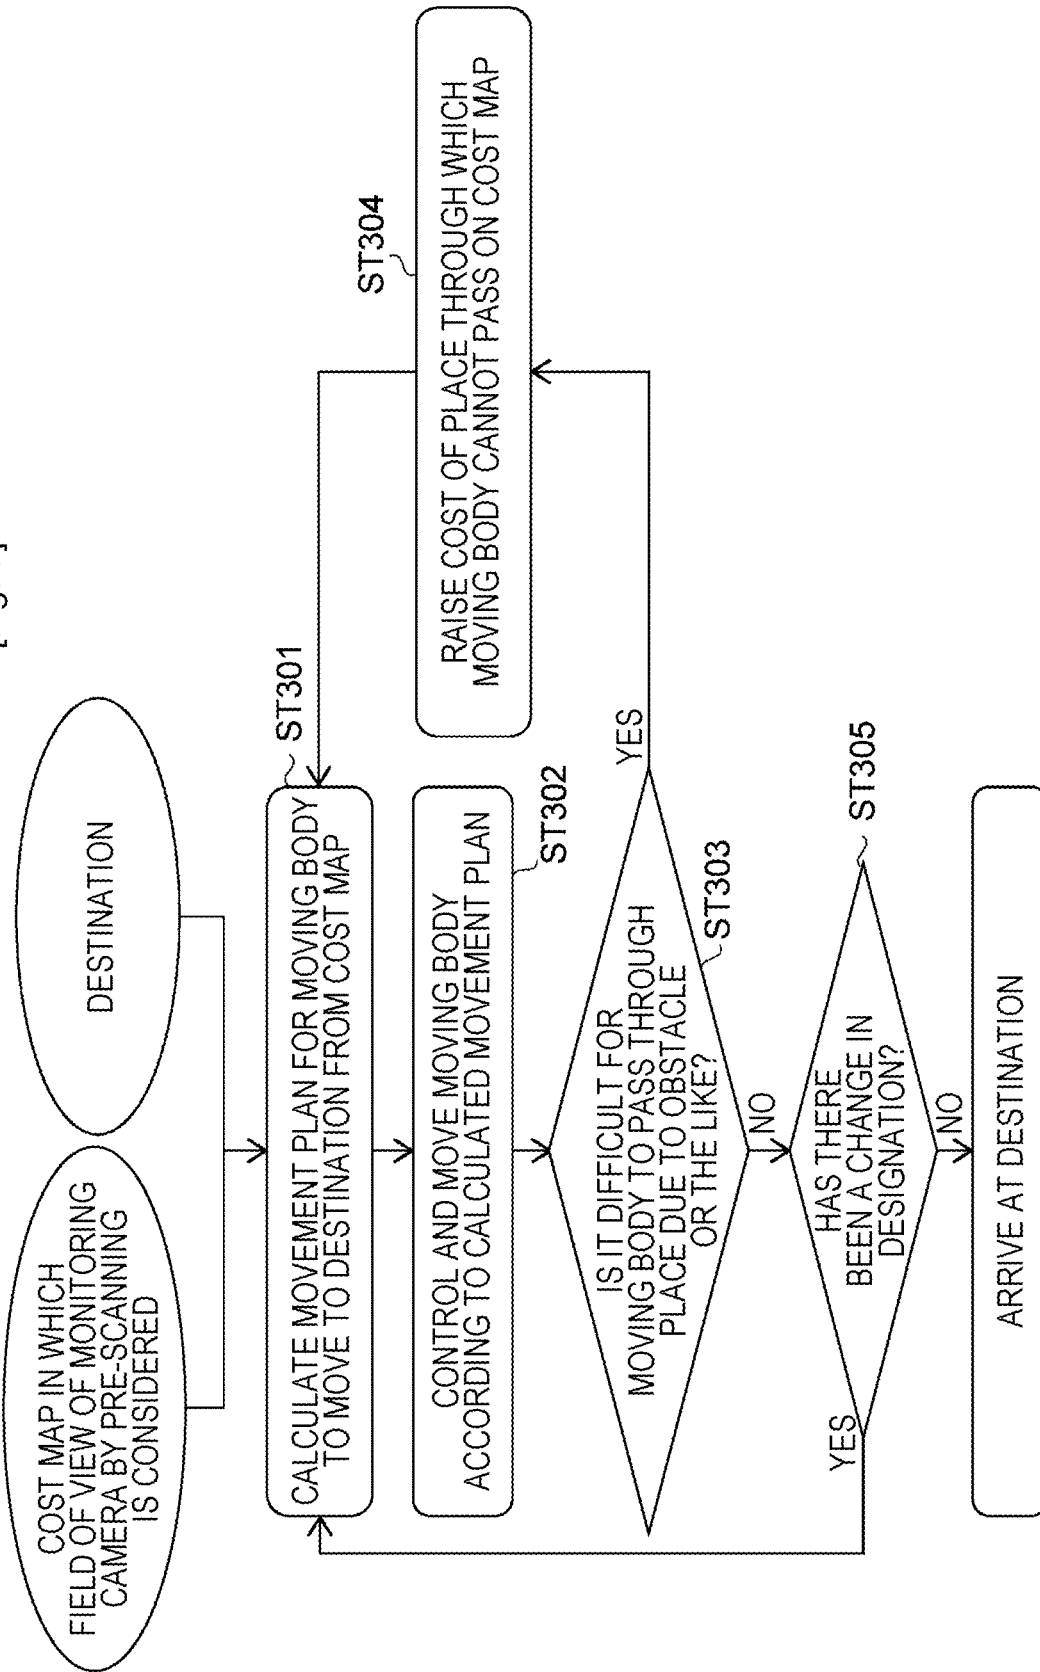 COST MAP IN WHICH
FIELD OF VIEW OF MONITORING
CAMERA BY PRE-SCANNING
IS CONSIDERED
DESTINATION
ST301
CALCULATE MOVEMENT PLAN FOR MOVING BODY
TO MOVE TO DESTINATION FROM COST MAP
CONTROL AND MOVE MOVING BODY
ACCORDING TO CALCULATED MOVEMENT PLAN
ST302
IS IT DIFFICULT FOR
MOVING BODY TO PASS THROUGH
PLACE DUE TO OBSTACLE
OR THE LIKE?
ST303
YES
NO
ST304
RAISE COST OF PLACE THROUGH WHICH
MOVING BODY CANNOT PASS ON COST MAP
HAS THERE
BEEN A CHANGE IN
DESIGNATION?
ST305
YES
NO
ARRIVE AT DESTINATION